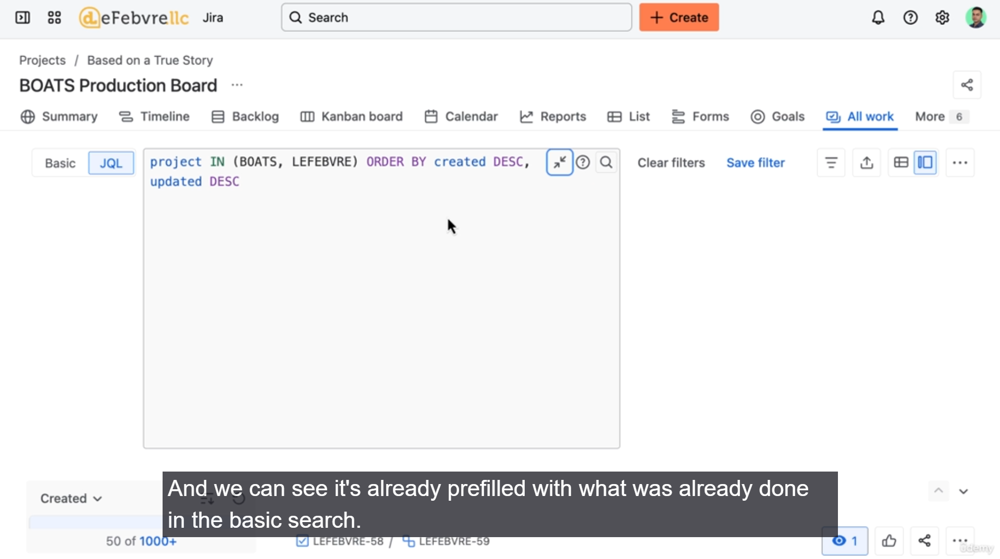 eFebvrellc Jira Search + Create
Projects / Based on a True Story
BOATS Production Board ...
Summary Timeline Backlog Kanban board Calendar Reports List Forms Goals All work More 6
Basic JQL project IN (BOATS, LEFEBVRE) ORDER BY created DESC, Clear filters Save filter
updated DESC
And we can see it's already prefilled with what was already done
Created
in the basic search.
50 of 1000+ LEFEBVRE-58 / LEFEBVRE-59 1
udemy